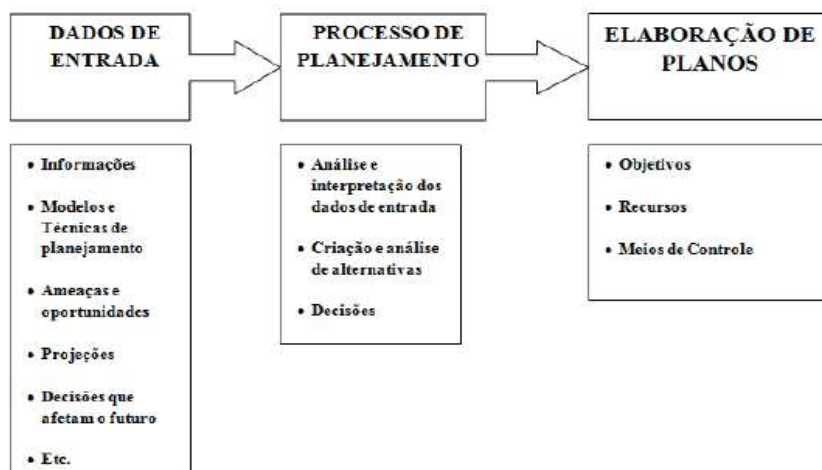 DADOS DE
ENTRADA
PROCESSO DE
PLANEJAMENTO
ELABORAÇÃO DE
PLANOS
• Informações
• Modelos e
Técnicas de
planejamento
• Ameaças e
oportunidades
• Projeções
• Decisões que
afetam o futuro
• Etc.
• Análise e
interpretação dos
dados de entrada
• Criação e análise
de alternativas
• Decisões
• Objetivos
• Recursos
• Meios de Controle